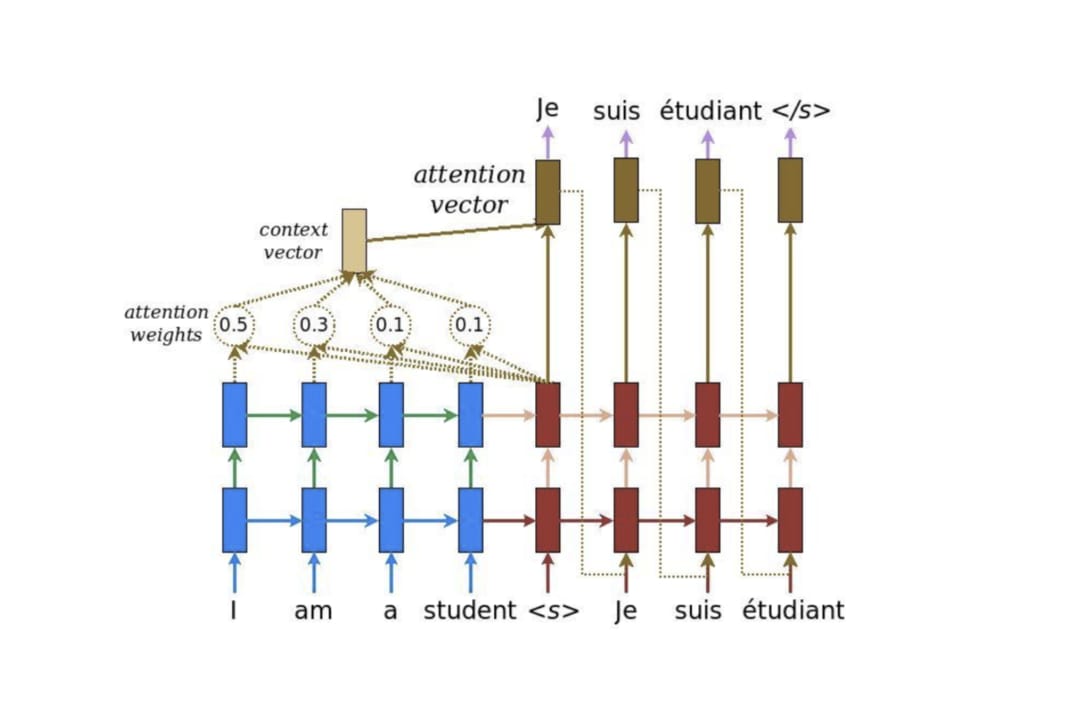 Je suis étudiant </s>
attention
vector
context
vector
attention
weights
0.5 0.3 0.1 0.1
I am a student <s> Je suis étudiant